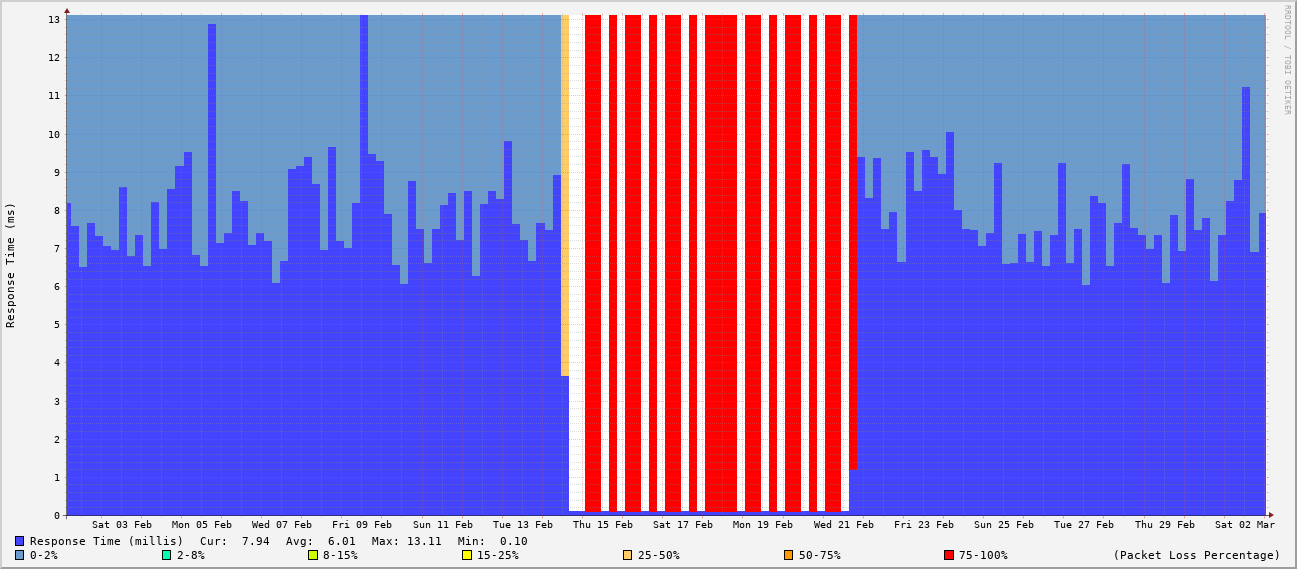 RRDTOOL / TOBI OETIKER
Response Time (ms)
13
12
11
10
9
8
7
6
5
4
3
2
1
0
Sat 03 Feb Mon 05 Feb Wed 07 Feb Fri 09 Feb Sun 11 Feb Tue 13 Feb Thu 15 Feb Sat 17 Feb Mon 19 Feb Wed 21 Feb Fri 23 Feb Sun 25 Feb Tue 27 Feb Thu 29 Feb Sat 02 Mar
Response Time (millis) Cur: 7.94 Avg: 6.01 Max: 13.11 Min: 0.10
0-2% 2-8% 8-15% 15-25% 25-50% 50-75% 75-100% (Packet Loss Percentage)